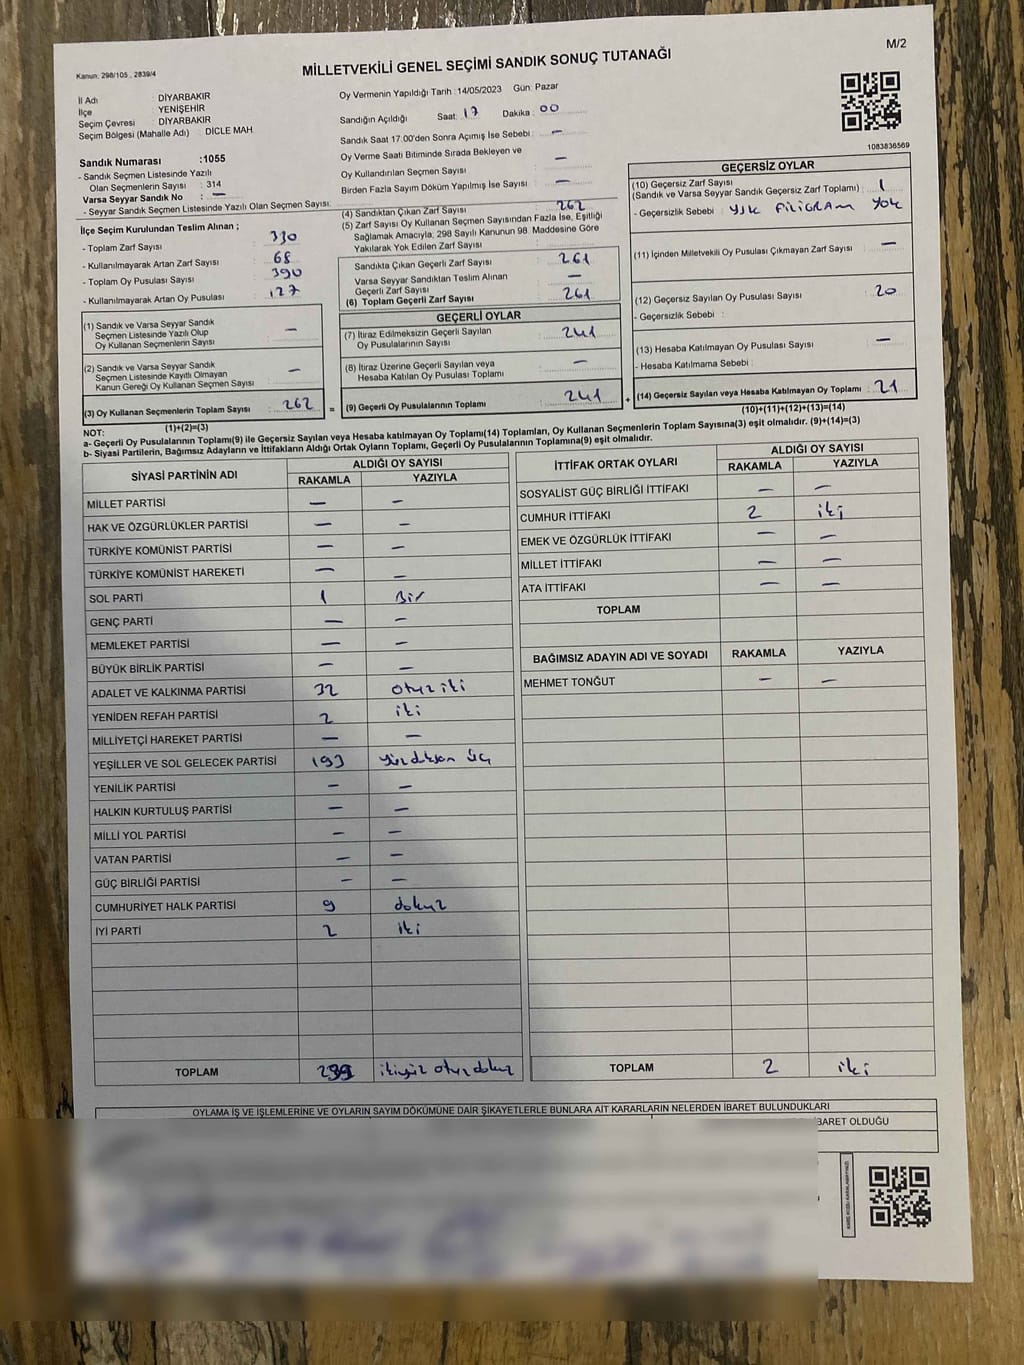 M/2
Kanun: 298/105 , 2839/4
MİLLETVEKİLİ GENEL SEÇİMİ SANDIK SONUÇ TUTANAĞI
İl Adı : DİYARBAKIR
İlçe : YENİŞEHİR
Seçim Çevresi : DİYARBAKIR
Seçim Bölgesi (Mahalle Adı) : DİCLE MAH.
Sandık Numarası :1055
- Sandık Seçmen Listesinde Yazılı
Olan Seçmenlerin Sayısı : 314
Varsa Seyyar Sandık No : —
- Seyyar Sandık Seçmen Listesinde Yazılı Olan Seçmen Sayısı:
Oy Vermenin Yapıldığı Tarih :14/05/2023 Gün: Pazar
Sandığın Açıldığı Saat: 17 Dakika: 00
Sandık Saat 17.00'den Sonra Açımış İse Sebebi : —
Oy Verme Saati Bitiminde Sırada Bekleyen ve
Oy Kullandırılan Seçmen Sayısı : —
Birden Fazla Sayım Döküm Yapılmış İse Sayısı : —
1083836569
İlçe Seçim Kurulundan Teslim Alınan ;
- Toplam Zarf Sayısı : 330
- Kullanılmayarak Artan Zarf Sayısı : 68
- Toplam Oy Pusulası Sayısı : 390
- Kullanılmayarak Artan Oy Pusulası : 127
(1) Sandık ve Varsa Seyyar Sandık
Seçmen Listesinde Yazılı Olup
Oy Kullanan Seçmenlerin Sayısı : —
(2) Sandık ve Varsa Seyyar Sandık
Seçmen Listesinde Kayıtlı Olmayan
Kanun Gereği Oy Kullanan Seçmen Sayısı : —
(3) Oy Kullanan Seçmenlerin Toplam Sayısı : 262
(1)+(2)=(3)
(4) Sandıktan Çıkan Zarf Sayısı : 262
(5) Zarf Sayısı Oy Kullanan Seçmen Sayısından Fazla İse, Eşitliği
Sağlamak Amacıyla; 298 Sayılı Kanunun 98. Maddesine Göre
Yakılarak Yok Edilen Zarf Sayısı :
Sandıkta Çıkan Geçerli Zarf Sayısı : 261
Varsa Seyyar Sandıktan Teslim Alınan
Geçerli Zarf Sayısı : —
(6) Toplam Geçerli Zarf Sayısı : 261
GEÇERLİ OYLAR
(7) İtiraz Edilmeksizin Geçerli Sayılan
Oy Pusulalarının Sayısı : 241
(8) İtiraz Üzerine Geçerli Sayılan veya
Hesaba Katılan Oy Pusulası Toplamı : —
= (9) Geçerli Oy Pusulalarının Toplamı : 241 +
GEÇERSİZ OYLAR
(10) Geçersiz Zarf Sayısı : 1
(Sandık ve Varsa Seyyar Sandık Geçersiz Zarf Toplamı)
- Geçersizlik Sebebi : YSK FİLİGRAM YOK
(11) İçinden Milletvekili Oy Pusulası Çıkmayan Zarf Sayısı : —
(12) Geçersiz Sayılan Oy Pusulası Sayısı : 20
- Geçersizlik Sebebi :
(13) Hesaba Katılmayan Oy Pusulası Sayısı : —
- Hesaba Katılmama Sebebi :
(14) Geçersiz Sayılan veya Hesaba Katılmayan Oy Toplamı : 21
(10)+(11)+(12)+(13)=(14)
NOT:
a- Geçerli Oy Pusulalarının Toplamı(9) ile Geçersiz Sayılan veya Hesaba katılmayan Oy Toplamı(14) Toplamları, Oy Kullanan Seçmenlerin Toplam Sayısına(3) eşit olmalıdır. (9)+(14)=(3)
b- Siyasi Partilerin, Bağımsız Adayların ve İttifakların Aldığı Ortak Oyların Toplamı, Geçerli Oy Pusulalarının Toplamına(9) eşit olmalıdır.
SİYASİ PARTİNİN ADI ALDIĞI OY SAYISI
RAKAMLA YAZIYLA
MİLLET PARTİSİ — —
HAK VE ÖZGÜRLÜKLER PARTİSİ — —
TÜRKİYE KOMÜNİST PARTİSİ — —
TÜRKİYE KOMÜNİST HAREKETİ — —
SOL PARTİ 1 Bir
GENÇ PARTİ — —
MEMLEKET PARTİSİ — —
BÜYÜK BİRLİK PARTİSİ — —
ADALET VE KALKINMA PARTİSİ 32 otuz iki
YENİDEN REFAH PARTİSİ 2 iki
MİLLİYETÇİ HAREKET PARTİSİ — —
YEŞİLLER VE SOL GELECEK PARTİSİ 193 üç
YENİLİK PARTİSİ — —
HALKIN KURTULUŞ PARTİSİ — —
MİLLİ YOL PARTİSİ — —
VATAN PARTİSİ — —
GÜÇ BİRLİĞİ PARTİSİ — —
CUMHURİYET HALK PARTİSİ 9 dokuz
İYİ PARTİ 2 iki
TOPLAM 239 ikiyüz otuz dokuz
İTTİFAK ORTAK OYLARI ALDIĞI OY SAYISI
RAKAMLA YAZIYLA
SOSYALİST GÜÇ BİRLİĞİ İTTİFAKI — —
CUMHUR İTTİFAKI 2 iki
EMEK VE ÖZGÜRLÜK İTTİFAKI — —
MİLLET İTTİFAKI — —
ATA İTTİFAKI — —
TOPLAM
BAĞIMSIZ ADAYIN ADI VE SOYADI RAKAMLA YAZIYLA
MEHMET TONĞUT — —
TOPLAM 2 iki
OYLAMA İŞ VE İŞLEMLERİNE VE OYLARIN SAYIM DÖKÜMÜNE DAİR ŞİKAYETLERLE BUNLARA AİT KARARLARIN NELERDEN İBARET BULUNDUKLARI
İBARET OLDUĞU